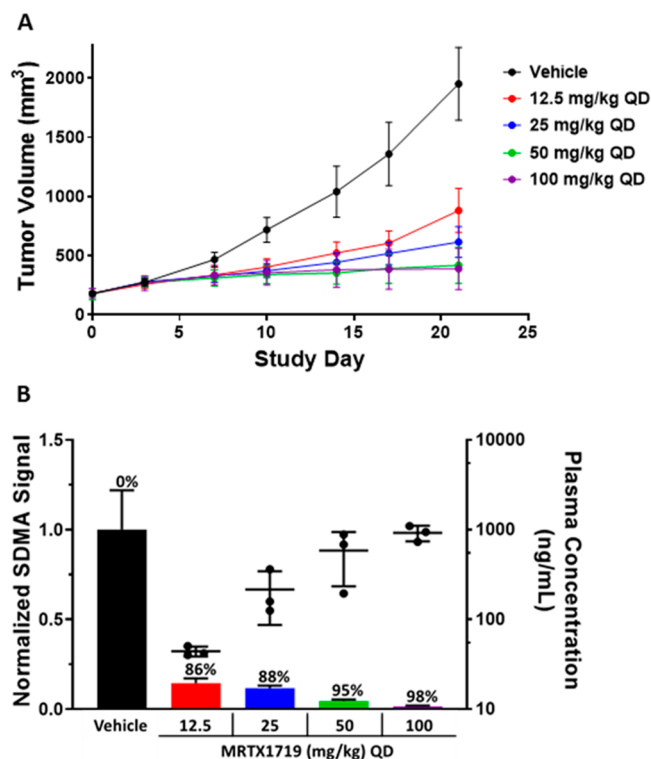 A
Tumor Volume (mm³)
2000
1500
1000
500
0
0 5 10 15 20 25
Study Day
Vehicle
12.5 mg/kg QD
25 mg/kg QD
50 mg/kg QD
100 mg/kg QD
B
Normalized SDMA Signal
1.5
1.0
0.5
0.0
0%
86%
88%
95%
98%
10000
1000
100
10
Plasma Concentration
(ng/mL)
Vehicle 12.5 25 50 100
MRTX1719 (mg/kg) QD